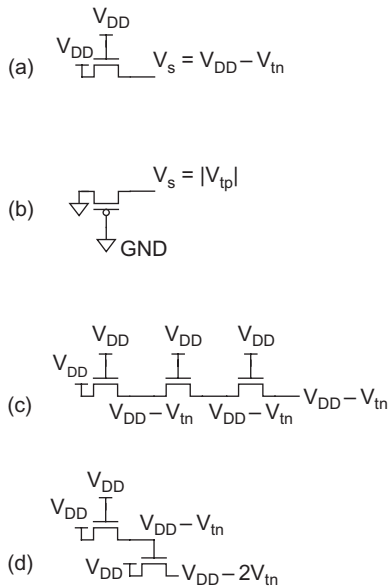 V_DD
V_DD
(a) V_s = V_DD – V_tn
(b) V_s = |V_tp|
GND
V_DD V_DD V_DD
V_DD
(c) V_DD – V_tn V_DD – V_tn V_DD – V_tn
V_DD
V_DD V_DD – V_tn
(d) V_DD V_DD – 2V_tn